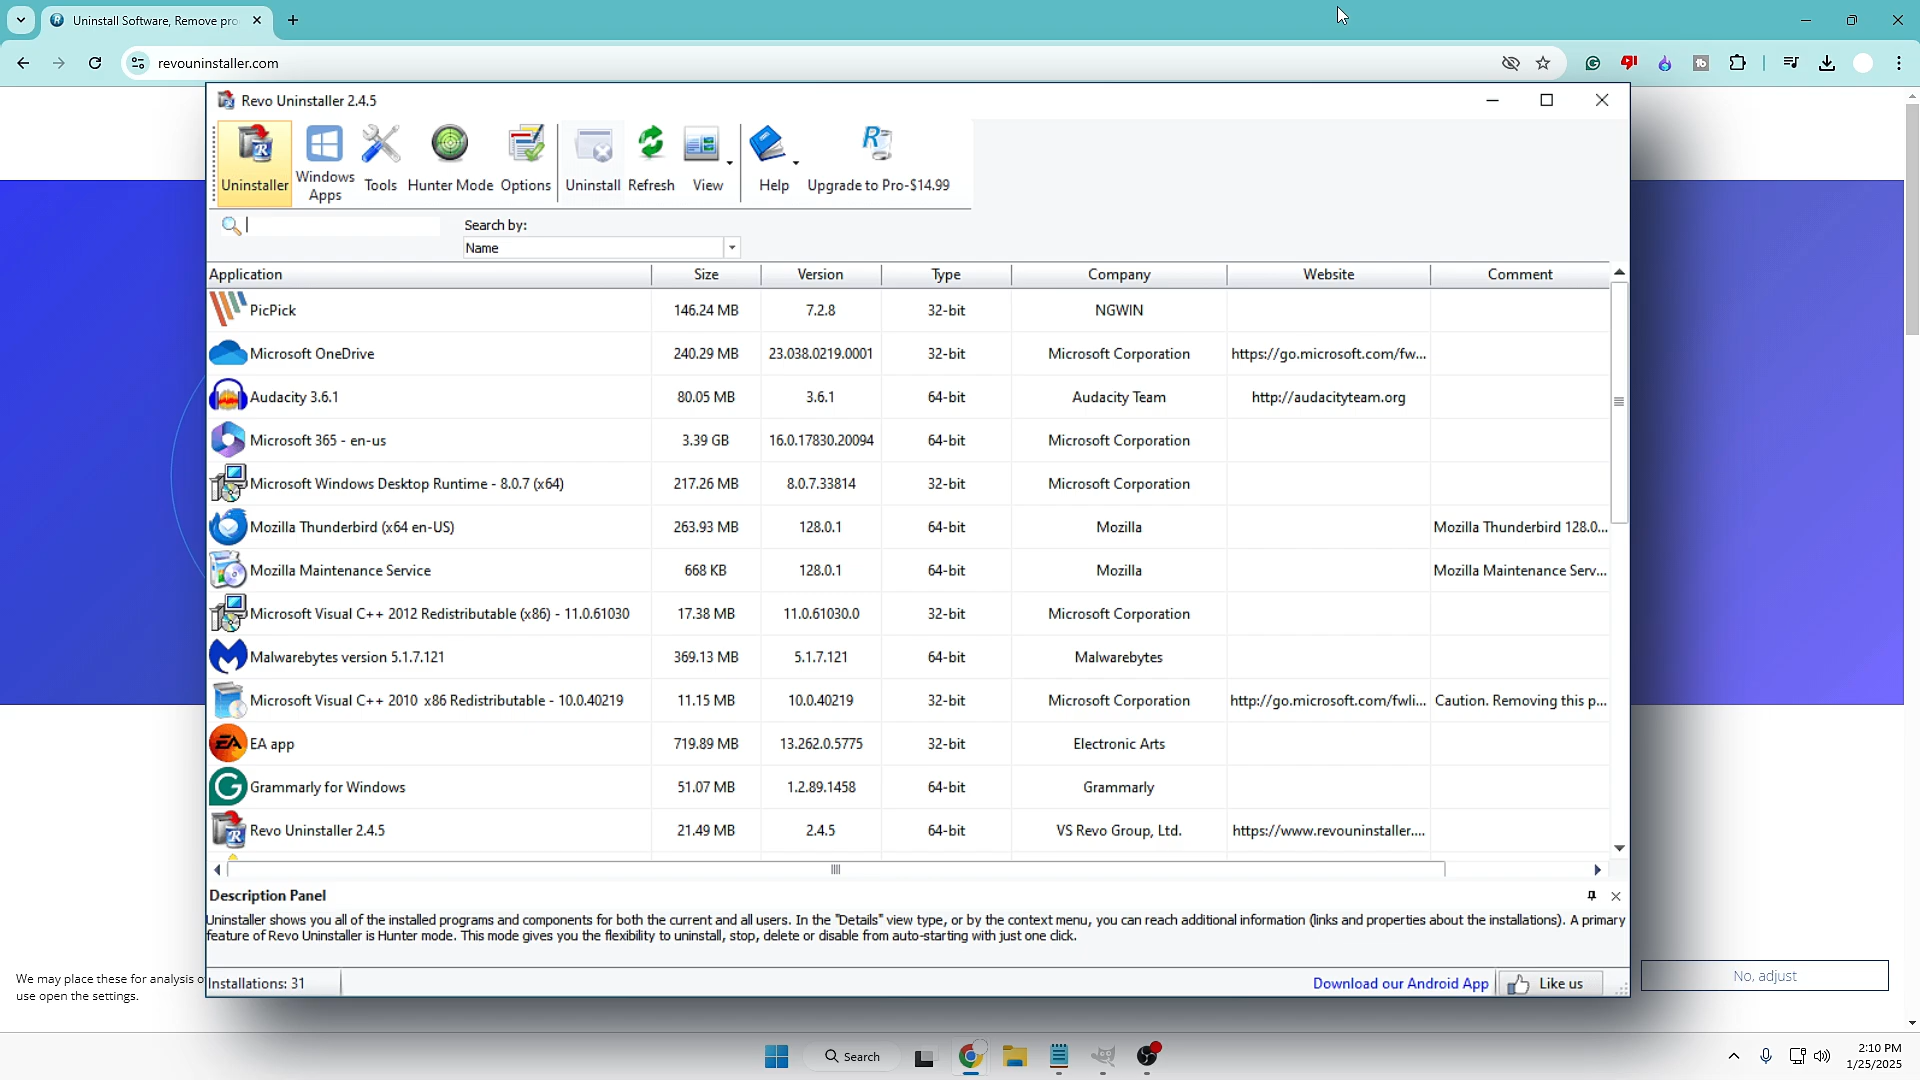 Uninstall Software, Remove pro
revouninstaller.com
Revo Uninstaller 2.4.5
Uninstaller
Windows Apps
Tools
Hunter Mode
Options
Uninstall
Refresh
View
Help
Upgrade to Pro-$14.99
Search by:
Name
Application Size Version Type Company Website Comment
PicPick 146.24 MB 7.2.8 32-bit NGWIN
Microsoft OneDrive 240.29 MB 23.038.0219.0001 32-bit Microsoft Corporation https://go.microsoft.com/fw...
Audacity 3.6.1 80.05 MB 3.6.1 64-bit Audacity Team http://audacityteam.org
Microsoft 365 - en-us 3.39 GB 16.0.17830.20094 64-bit Microsoft Corporation
Microsoft Windows Desktop Runtime - 8.0.7 (x64) 217.26 MB 8.0.7.33814 32-bit Microsoft Corporation
Mozilla Thunderbird (x64 en-US) 263.93 MB 128.0.1 64-bit Mozilla Mozilla Thunderbird 128.0...
Mozilla Maintenance Service 668 KB 128.0.1 64-bit Mozilla Mozilla Maintenance Serv...
Microsoft Visual C++ 2012 Redistributable (x86) - 11.0.61030 17.38 MB 11.0.61030.0 32-bit Microsoft Corporation
Malwarebytes version 5.1.7.121 369.13 MB 5.1.7.121 64-bit Malwarebytes
Microsoft Visual C++ 2010 x86 Redistributable - 10.0.40219 11.15 MB 10.0.40219 32-bit Microsoft Corporation http://go.microsoft.com/fwli... Caution. Removing this p...
EA app 719.89 MB 13.262.0.5775 32-bit Electronic Arts
Grammarly for Windows 51.07 MB 1.2.89.1458 64-bit Grammarly
Revo Uninstaller 2.4.5 21.49 MB 2.4.5 64-bit VS Revo Group, Ltd. https://www.revouninstaller....
Description Panel
Uninstaller shows you all of the installed programs and components for both the current and all users. In the "Details" view type, or by the context menu, you can reach additional information (links and properties about the installations). A primary
feature of Revo Uninstaller is Hunter mode. This mode gives you the flexibility to uninstall, stop, delete or disable from auto-starting with just one click.
Installations: 31
Download our Android App
Like us
We may place these for analysis o
use open the settings.
No, adjust
Search
2:10 PM
1/25/2025